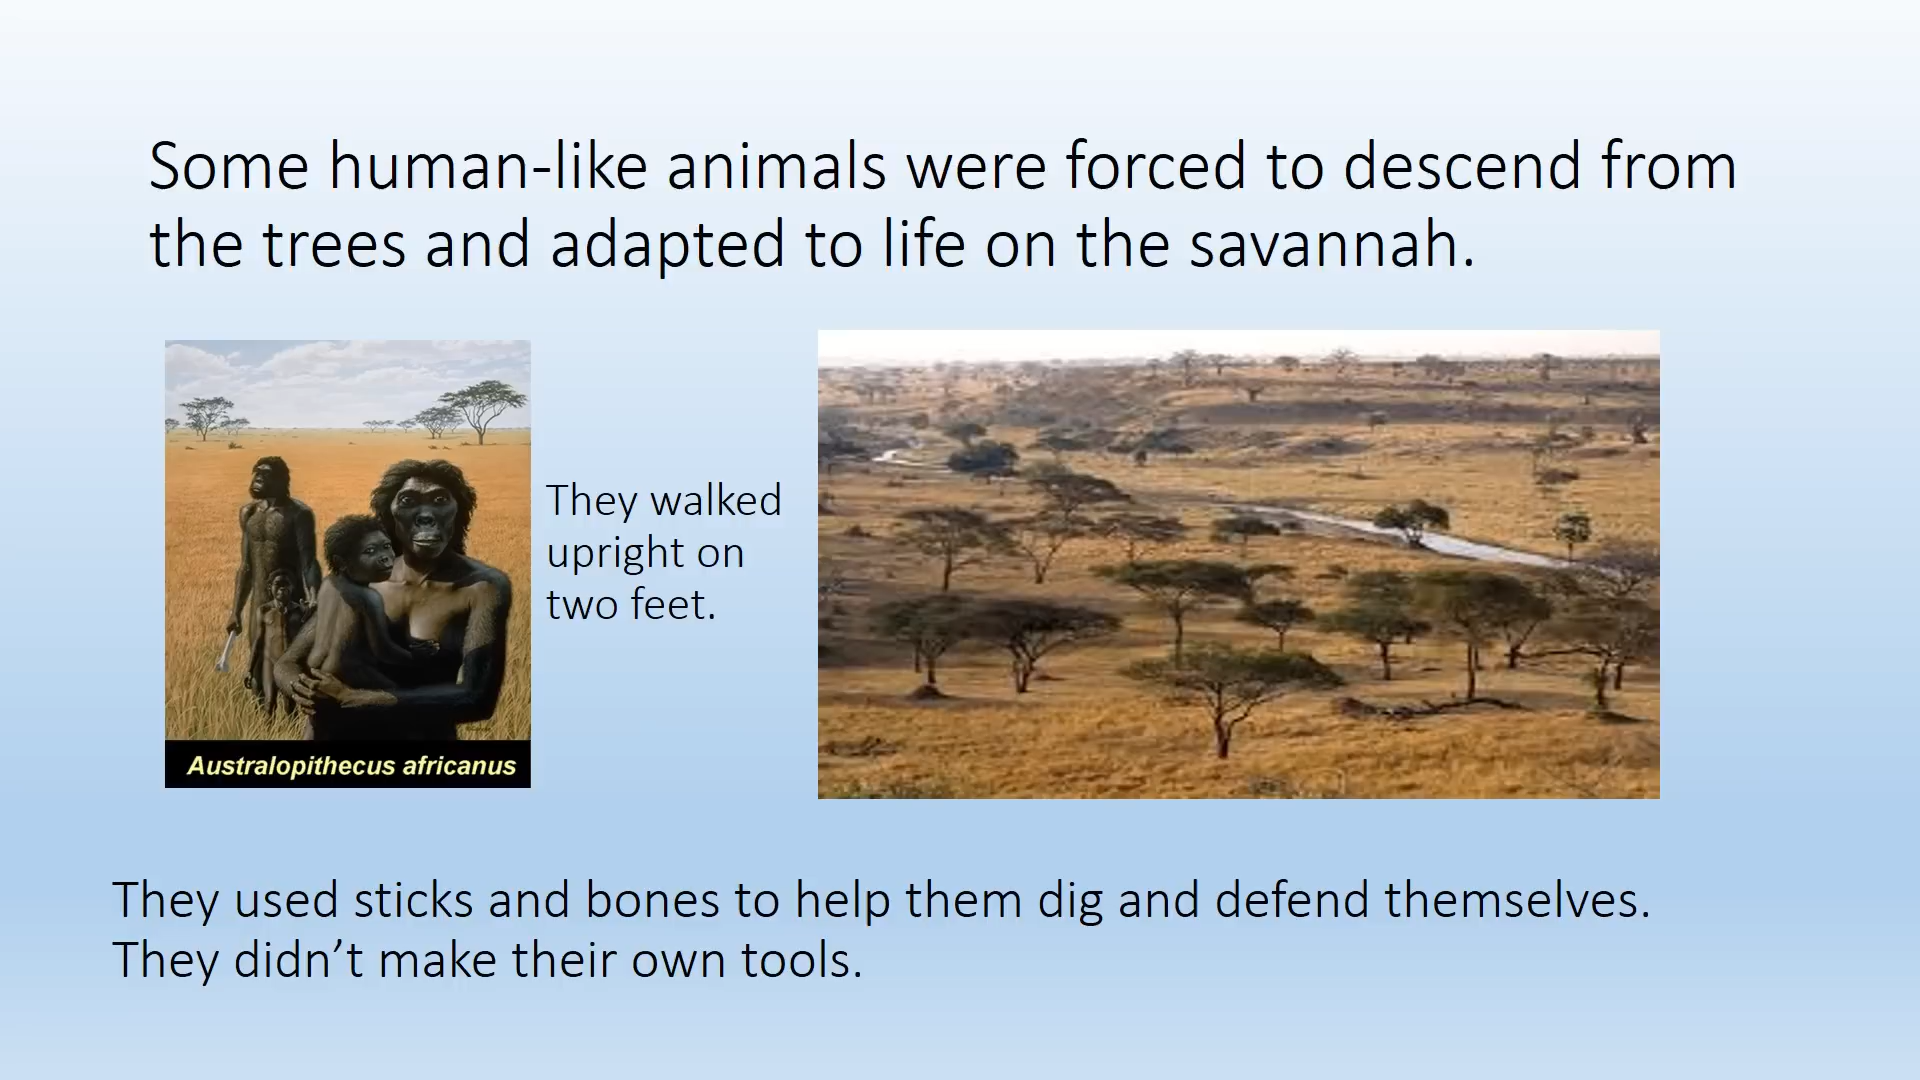 Some human-like animals were forced to descend from
the trees and adapted to life on the savannah.
They walked
upright on
two feet.
Australopithecus africanus
They used sticks and bones to help them dig and defend themselves.
They didn’t make their own tools.